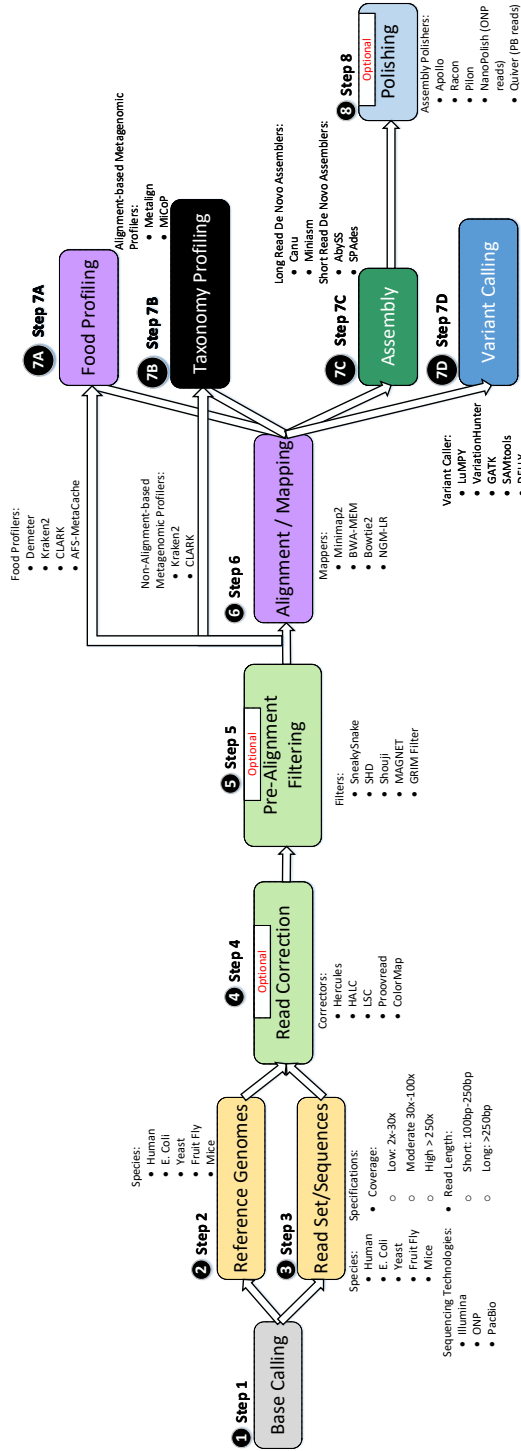 1 Step 1
Base Calling
2 Step 2
Reference Genomes
Species:
• Human
• E. Coli
• Yeast
• Fruit Fly
• Mice
3 Step 3
Read Set/Sequences
Species:
• Human
• E. Coli
• Yeast
• Fruit Fly
• Mice
Sequencing Technologies:
• Illumina
• ONP
• PacBio
Specifications:
• Coverage:
○ Low: 2x-30x
○ Moderate 30x-100x
○ High > 250x
• Read Length:
○ Short: 100bp-250bp
○ Long: >250bp
4 Step 4
Optional
Read Correction
Correctors:
• Hercules
• HALC
• LSC
• Proovread
• ColorMap
5 Step 5
Optional
Pre-Alignment
Filtering
Filters:
• SneakySnake
• SHD
• Shouji
• MAGNET
• GRIM Filter
6 Step 6
Alignment / Mapping
Mappers:
• Minimap2
• BWA-MEM
• Bowtie2
• NGM-LR
Food Profilers:
• Demeter
• Kraken2
• CLARK
• AFS-MetaCache
7A Step 7A
Food Profiling
Non-Alignment-based
Metagenomic Profilers:
• Kraken2
• CLARK
7B Step 7B
Taxonomy Profiling
Alignment-based Metagenomic
Profilers:
• Metalign
• MiCoP
7C Step 7C
Assembly
Long Read De Novo Assemblers:
• Canu
• Miniasm
Short Read De Novo Assemblers:
• AbySS
• SPAdes
7D Step 7D
Variant Calling
Variant Caller:
• LuMPY
• VariationHunter
• GATK
• SAMtools
8 Step 8
Optional
Polishing
Assembly Polishers:
• Apollo
• Racon
• Pilon
• NanoPolish (ONP
reads)
• Quiver (PB reads)